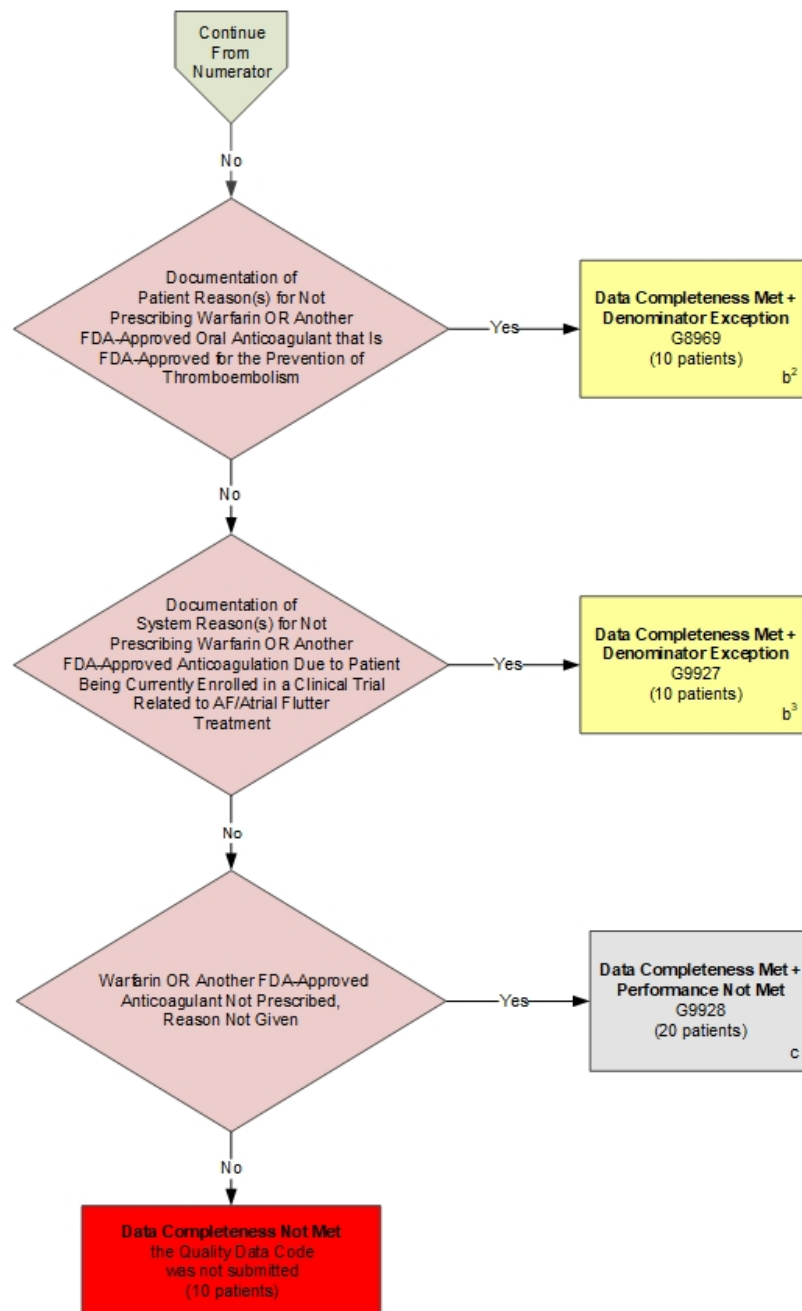 Continue
From
Numerator
No
Documentation of
Patient Reason(s) for Not
Prescribing Warfarin OR Another
FDA-Approved Oral Anticoagulant that Is
FDA-Approved for the Prevention of
Thromboembolism
Yes
Data Completeness Met +
Denominator Exception
G8969
(10 patients)
b²
No
Documentation of
System Reason(s) for Not
Prescribing Warfarin OR Another
FDA-Approved Anticoagulation Due to Patient
Being Currently Enrolled in a Clinical Trial
Related to AF/Atrial Flutter
Treatment
Yes
Data Completeness Met +
Denominator Exception
G9927
(10 patients)
b³
No
Warfarin OR Another FDA-Approved
Anticoagulant Not Prescribed,
Reason Not Given
Yes
Data Completeness Met +
Performance Not Met
G9928
(20 patients)
c
No
Data Completeness Not Met
the Quality Data Code
was not submitted
(10 patients)